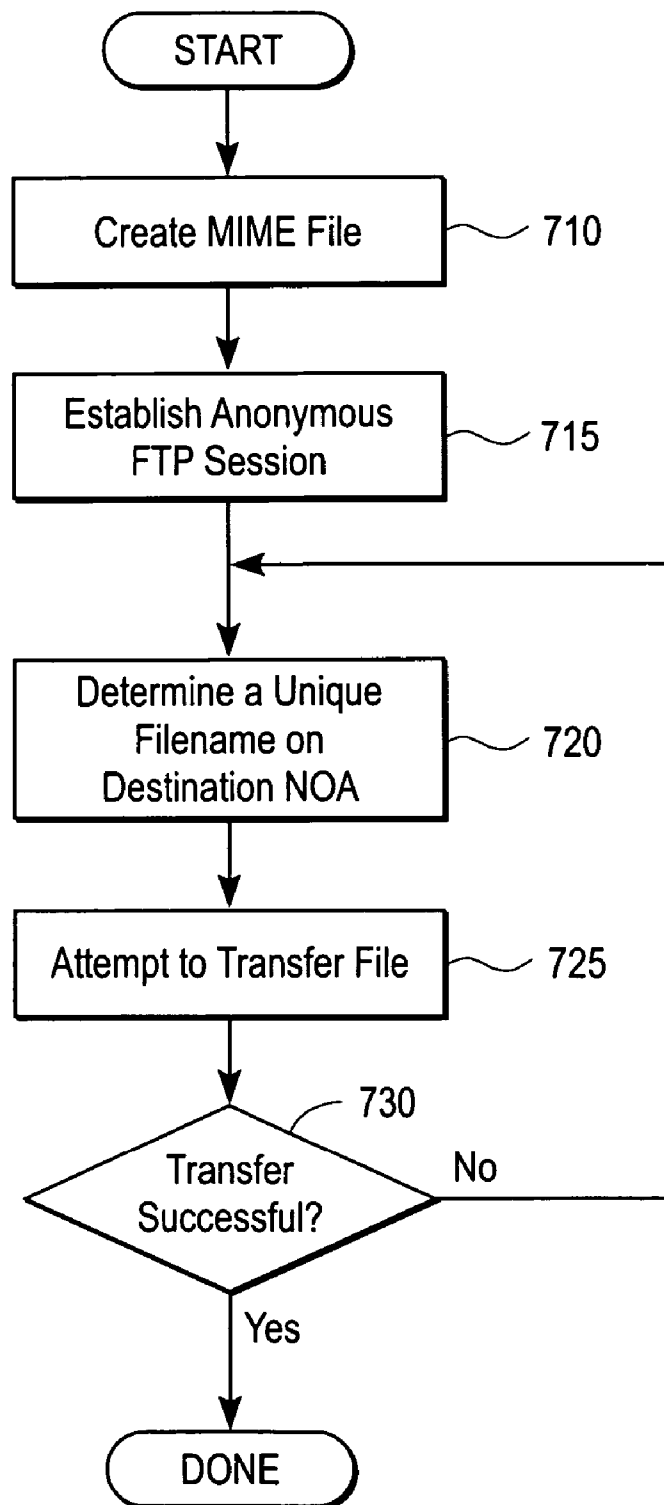 START
Create MIME File
710
Establish Anonymous
FTP Session
715
Determine a Unique
Filename on
Destination NOA
720
Attempt to Transfer File
725
730
Transfer
Successful?
No
Yes
DONE